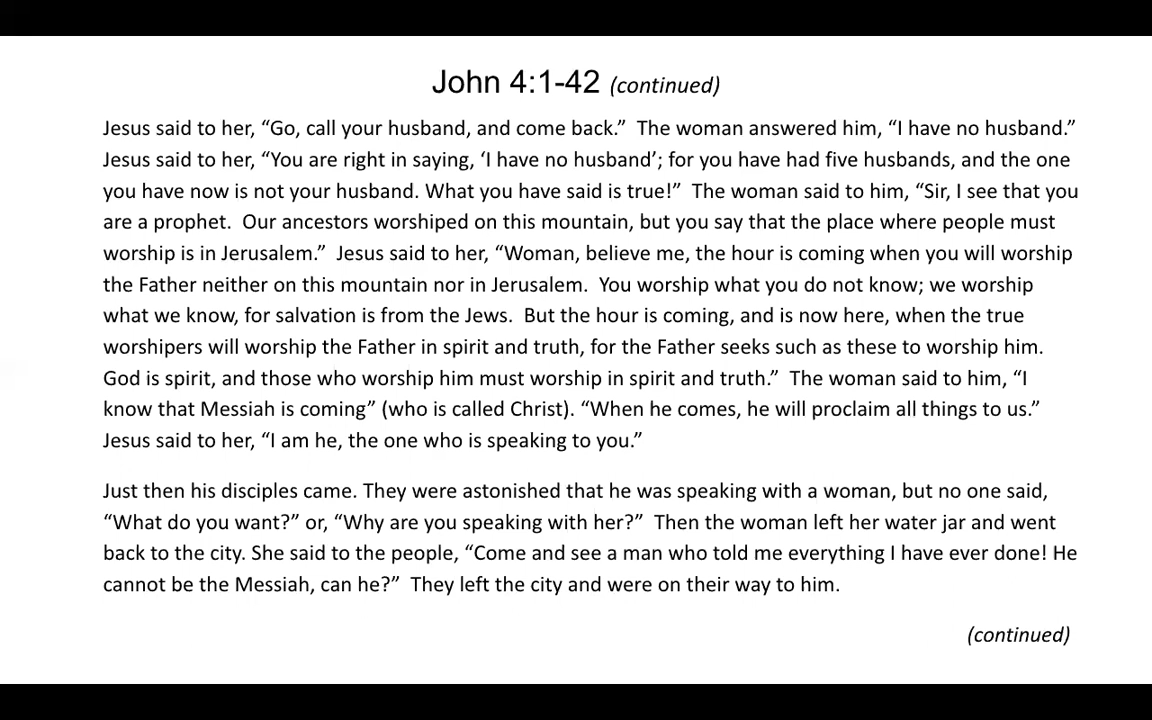 John 4:1-42 (continued)
Jesus said to her, “Go, call your husband, and come back.”  The woman answered him, “I have no husband.”
Jesus said to her, “You are right in saying, ‘I have no husband’; for you have had five husbands, and the one
you have now is not your husband. What you have said is true!”  The woman said to him, “Sir, I see that you
are a prophet.  Our ancestors worshiped on this mountain, but you say that the place where people must
worship is in Jerusalem.”  Jesus said to her, “Woman, believe me, the hour is coming when you will worship
the Father neither on this mountain nor in Jerusalem.  You worship what you do not know; we worship
what we know, for salvation is from the Jews.  But the hour is coming, and is now here, when the true
worshipers will worship the Father in spirit and truth, for the Father seeks such as these to worship him.
God is spirit, and those who worship him must worship in spirit and truth.”  The woman said to him, “I
know that Messiah is coming” (who is called Christ). “When he comes, he will proclaim all things to us.”
Jesus said to her, “I am he, the one who is speaking to you.”
Just then his disciples came. They were astonished that he was speaking with a woman, but no one said,
“What do you want?” or, “Why are you speaking with her?”  Then the woman left her water jar and went
back to the city. She said to the people, “Come and see a man who told me everything I have ever done! He
cannot be the Messiah, can he?”  They left the city and were on their way to him.
(continued)